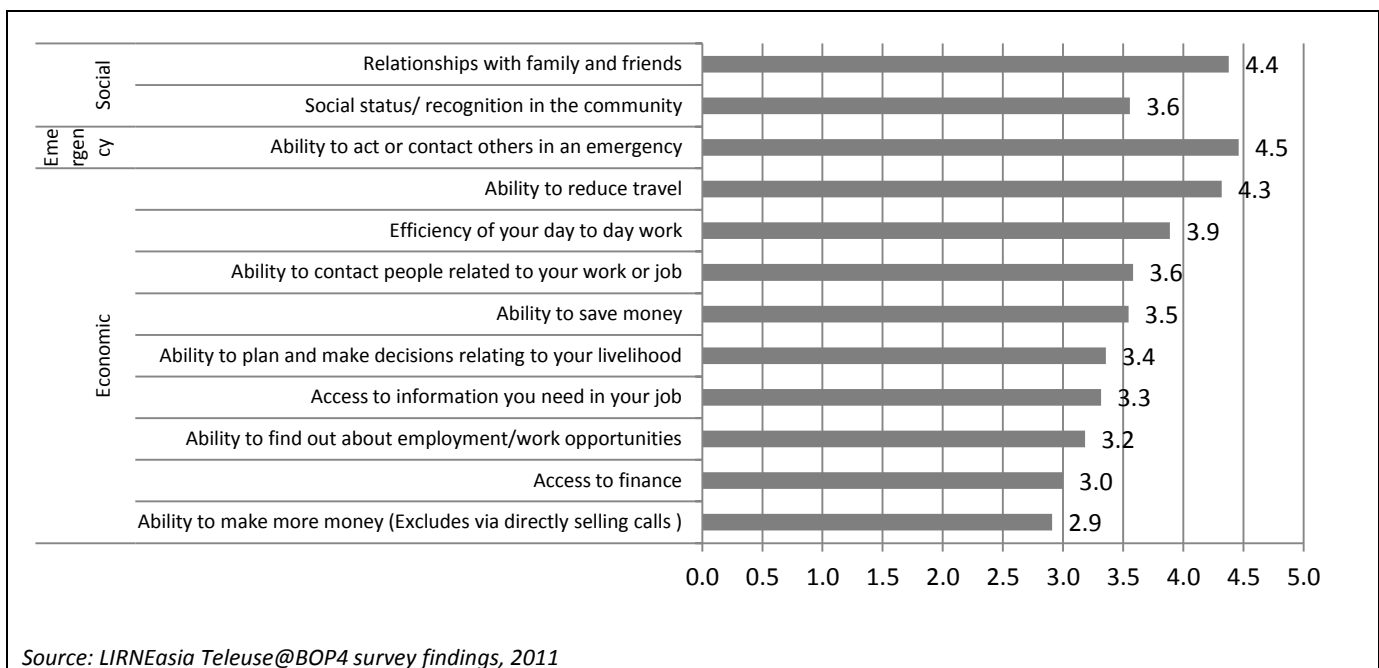 Social
Relationships with family and friends 4.4
Social status/ recognition in the community 3.6
Eme
rgen
cy
Ability to act or contact others in an emergency 4.5
Economic
Ability to reduce travel 4.3
Efficiency of your day to day work 3.9
Ability to contact people related to your work or job 3.6
Ability to save money 3.5
Ability to plan and make decisions relating to your livelihood 3.4
Access to information you need in your job 3.3
Ability to find out about employment/work opportunities 3.2
Access to finance 3.0
Ability to make more money (Excludes via directly selling calls ) 2.9
0.0 0.5 1.0 1.5 2.0 2.5 3.0 3.5 4.0 4.5 5.0
Source: LIRNEasia Teleuse@BOP4 survey findings, 2011